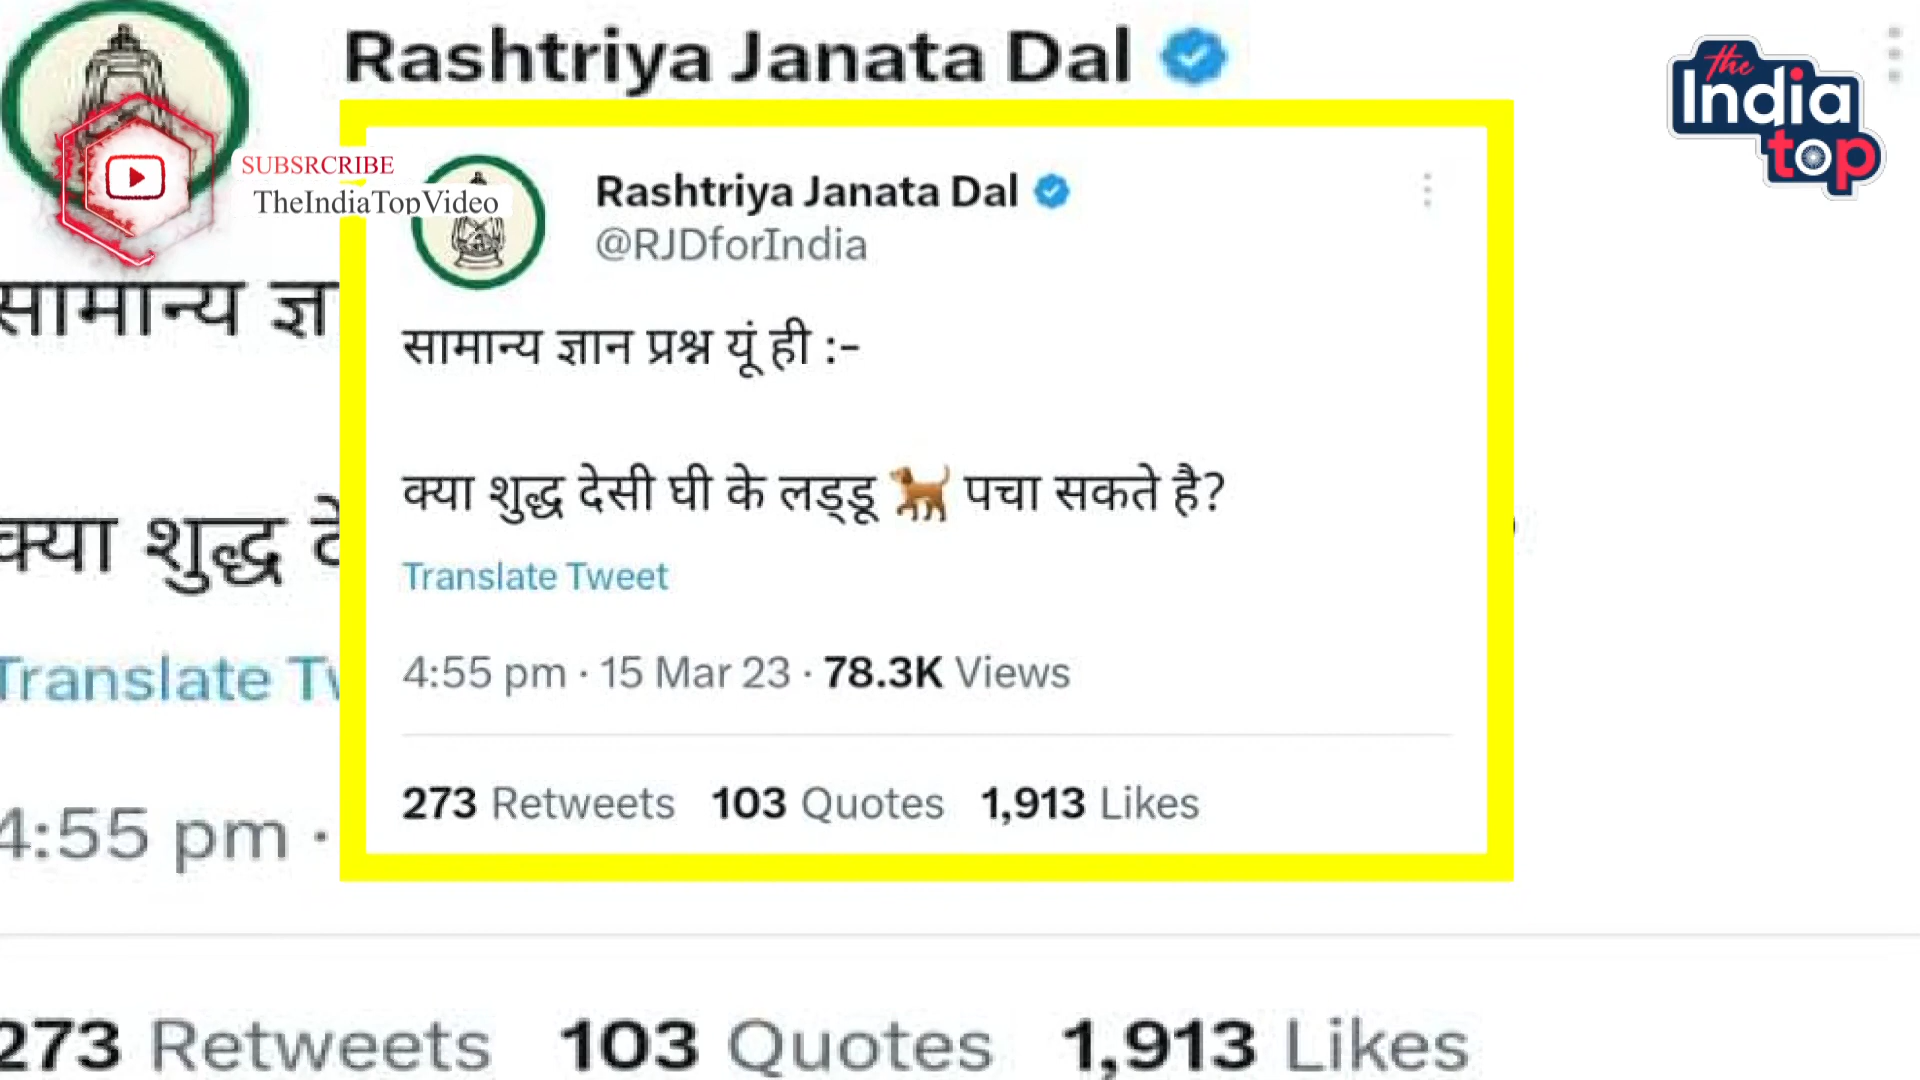 Rashtriya Janata Dal
the
India
top
SUBSRCRIBE
TheIndiaTopVideo
Rashtriya Janata Dal
@RJDforIndia
सामान्य ज्ञान प्रश्न यूं ही :-
क्या शुद्ध देसी घी के लड्डू 🐕 पचा सकते है?
Translate Tweet
4:55 pm · 15 Mar 23 · 78.3K Views
273 Retweets 103 Quotes 1,913 Likes
सामान्य ज्ञ
क्या शुद्ध दे
Translate Tw
4:55 pm ·
273 Retweets 103 Quotes 1,913 Likes